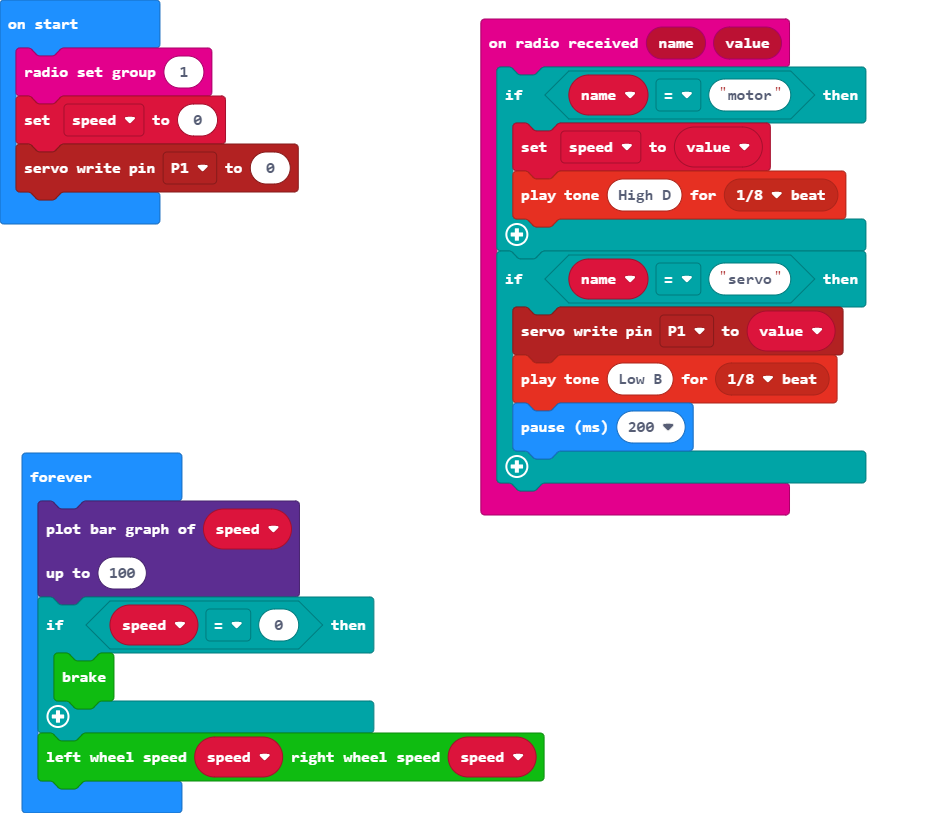 on start
radio set group 1
set speed to 0
servo write pin P1 to 0
on radio received name value
if name = "motor" then
set speed to value
play tone High D for 1/8 beat
if name = "servo" then
servo write pin P1 to value
play tone Low B for 1/8 beat
pause (ms) 200
forever
plot bar graph of speed
up to 100
if speed = 0 then
brake
left wheel speed speed right wheel speed speed